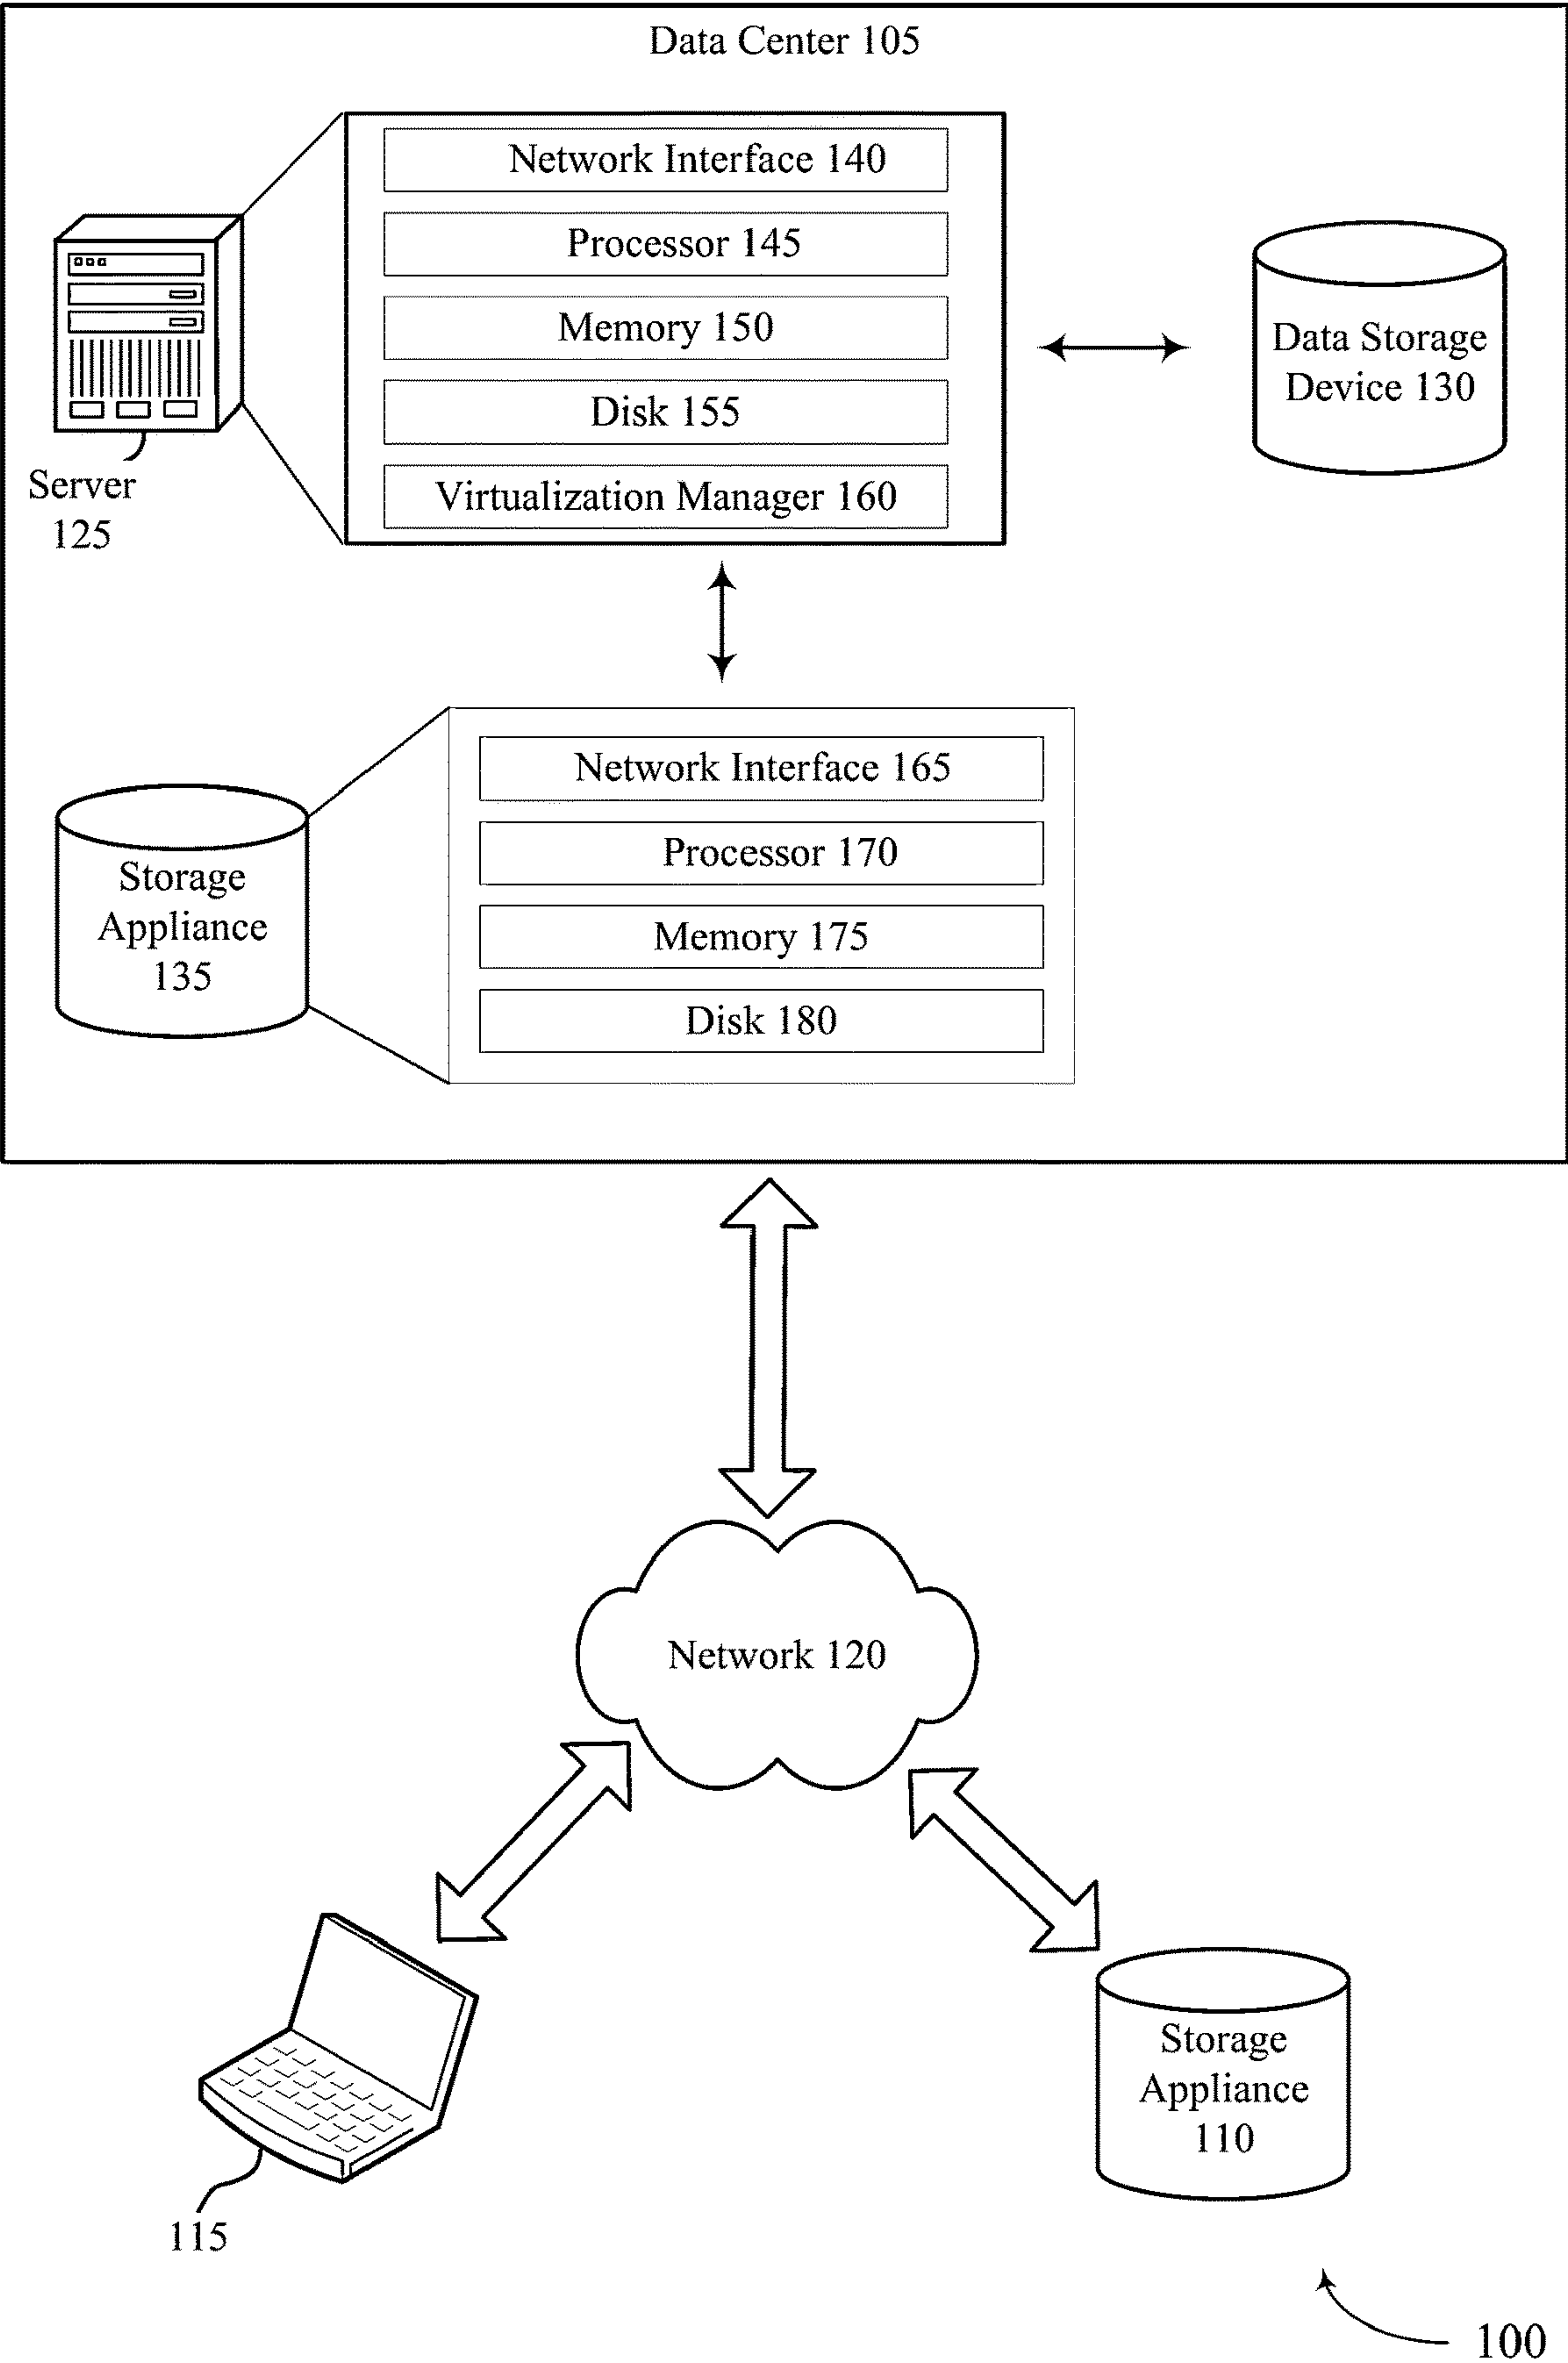 Data Center 105
Network Interface 140
Processor 145
Memory 150
Disk 155
Virtualization Manager 160
Server
125
Data Storage
Device 130
Network Interface 165
Processor 170
Memory 175
Disk 180
Storage
Appliance
135
Network 120
115
Storage
Appliance
110
100